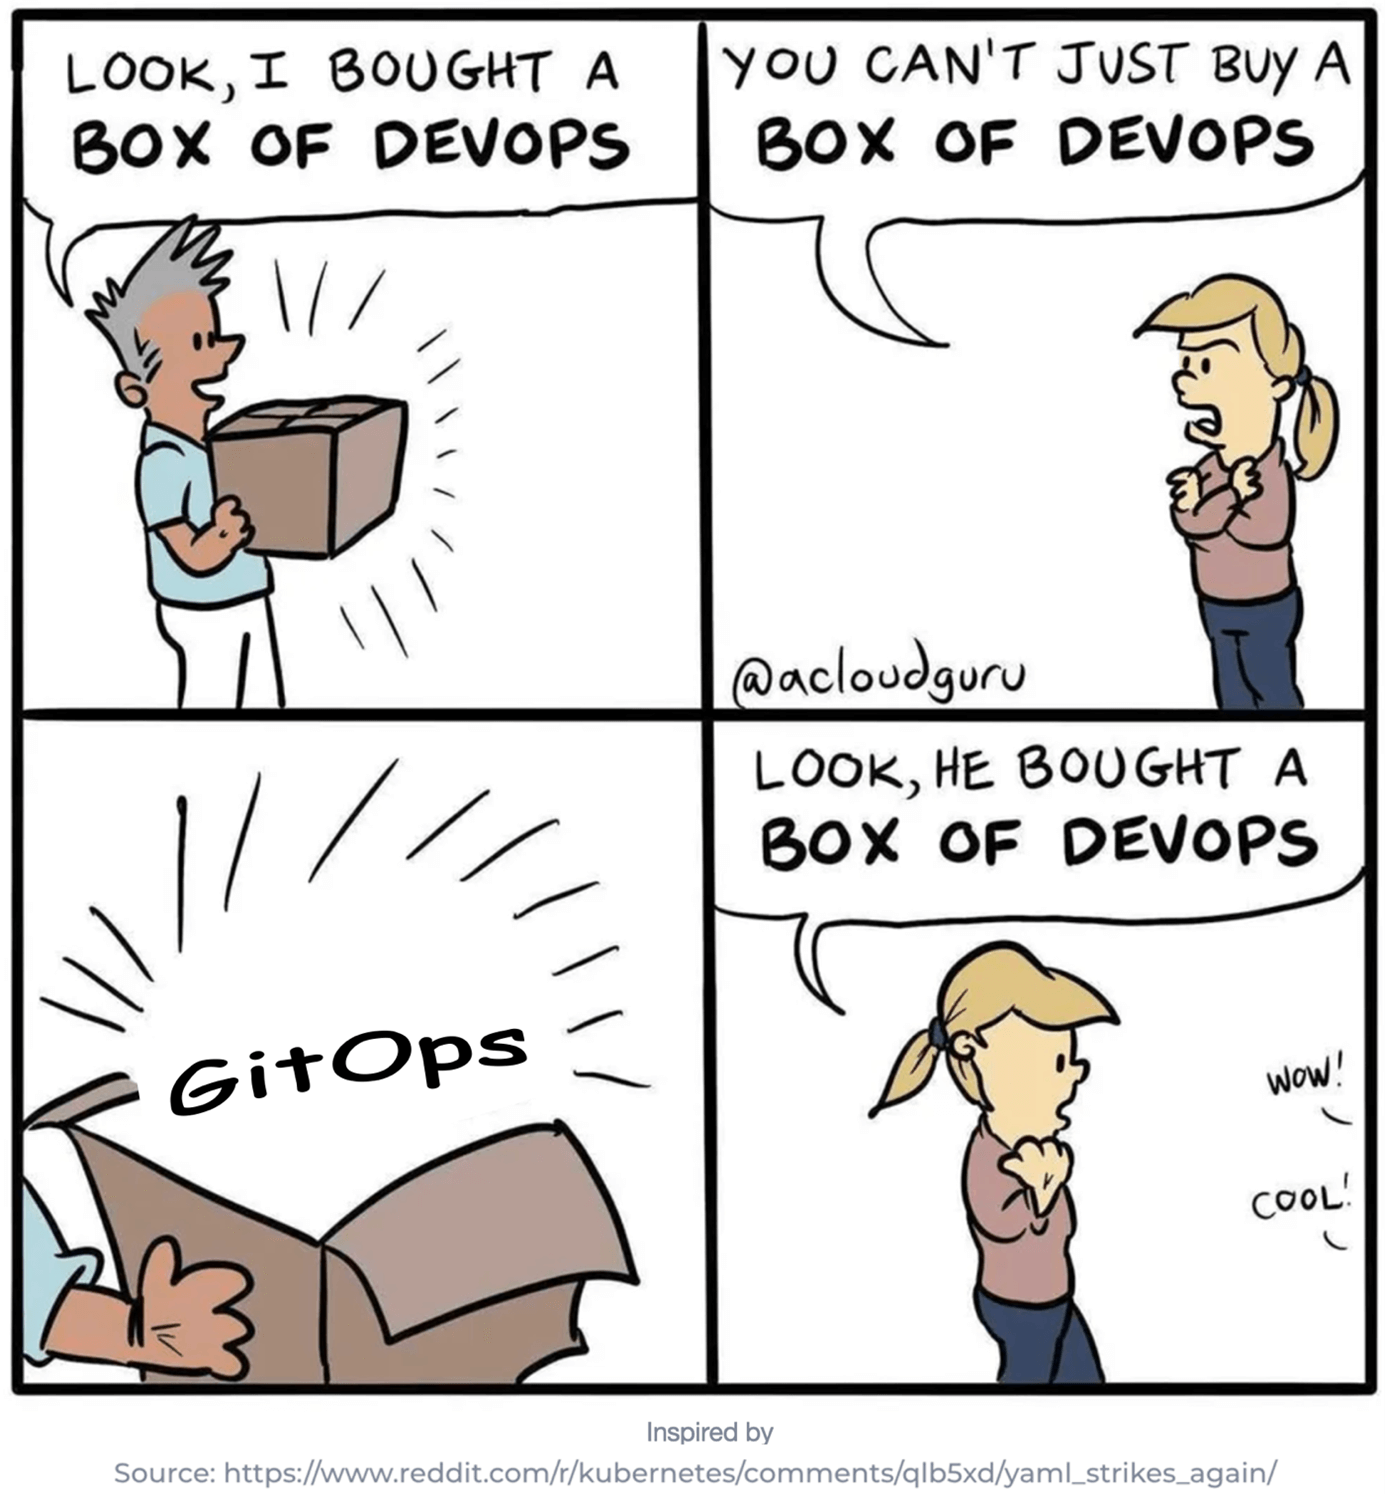 LOOK, I BOUGHT A
BOX OF DEVOPS
YOU CAN'T JUST BUY A
BOX OF DEVOPS
@acloudguru
GitOps
LOOK, HE BOUGHT A
BOX OF DEVOPS
WOW!
COOL!
Inspired by
Source: https://www.reddit.com/r/kubernetes/comments/qlb5xd/yaml_strikes_again/